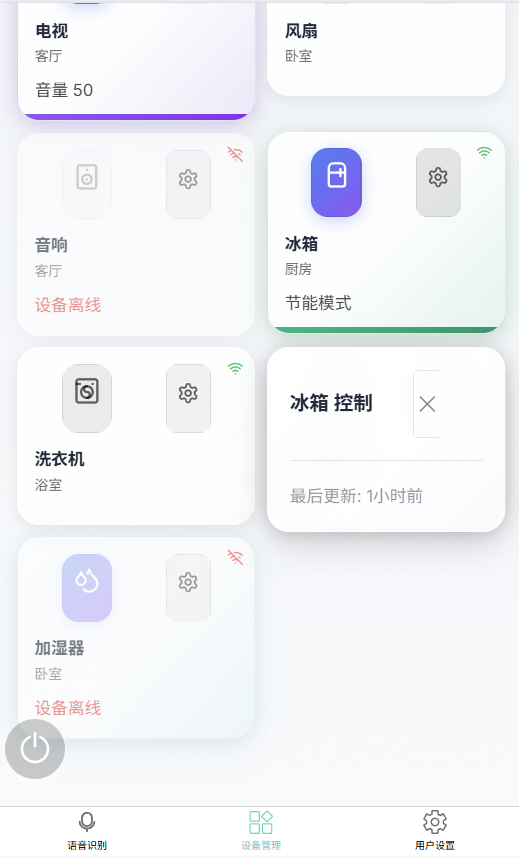 电视
客厅
音量 50
风扇
卧室
音响
客厅
设备离线
冰箱
厨房
节能模式
洗衣机
浴室
冰箱 控制
最后更新: 1小时前
加湿器
卧室
设备离线
语音识别
设备管理
用户设置